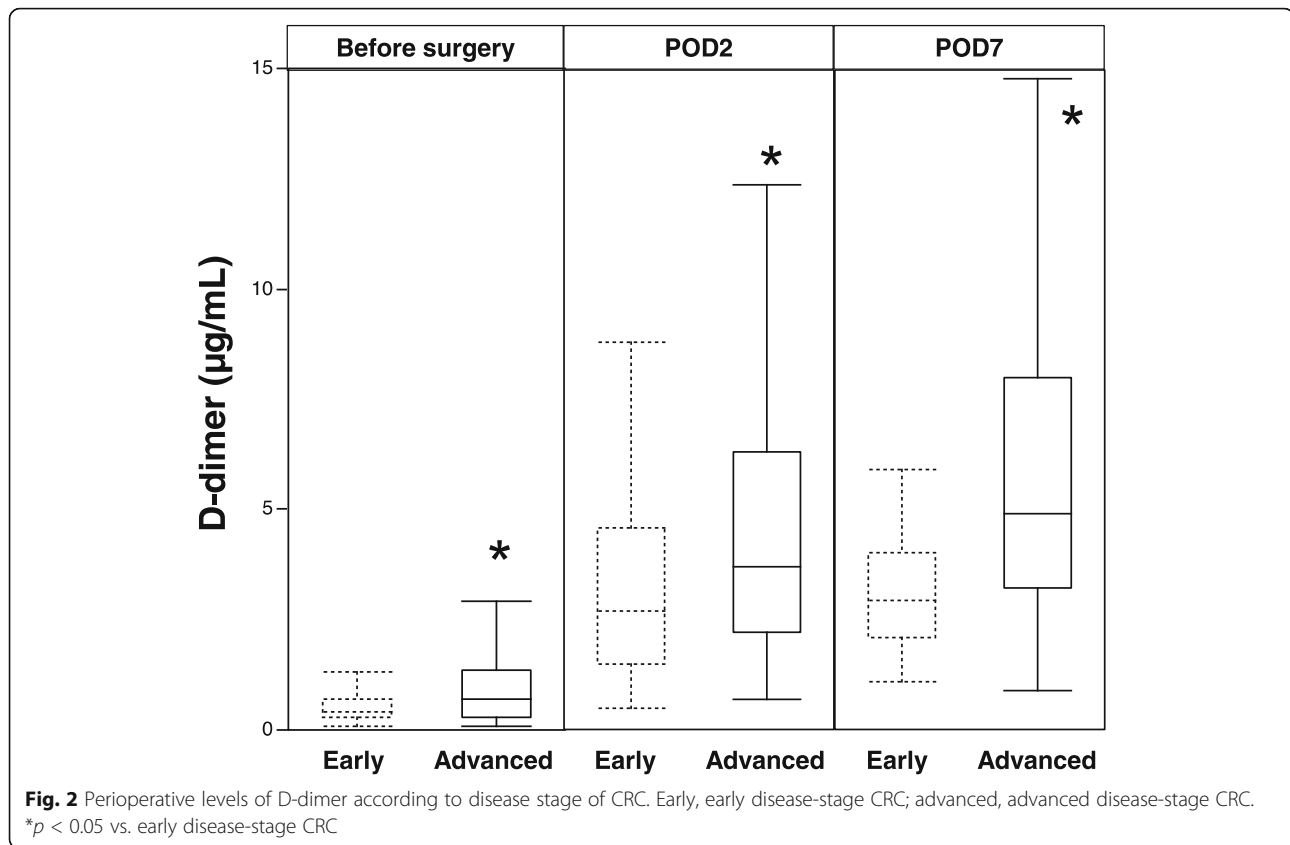 Before surgery POD2 POD7
15
10
5
0
D-dimer (μg/mL)
*
*
*
Early Advanced Early Advanced Early Advanced
Fig. 2 Perioperative levels of D-dimer according to disease stage of CRC. Early, early disease-stage CRC; advanced, advanced disease-stage CRC.
*p < 0.05 vs. early disease-stage CRC